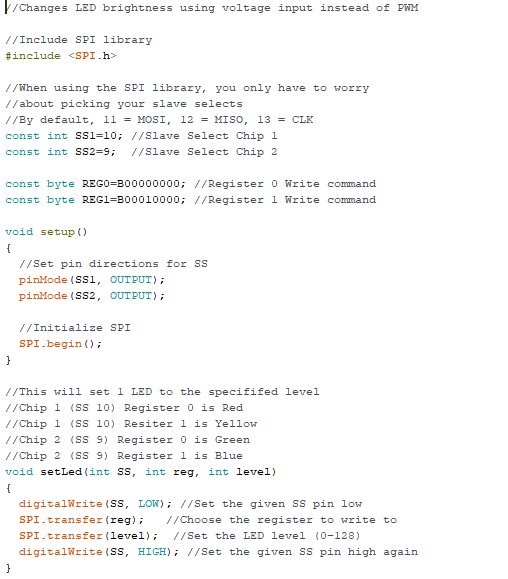 //Changes LED brightness using voltage input instead of PWM
//Include SPI library
#include <SPI.h>
//When using the SPI library, you only have to worry
//about picking your slave selects
//By default, 11 = MOSI, 12 = MISO, 13 = CLK
const int SS1=10; //Slave Select Chip 1
const int SS2=9;  //Slave Select Chip 2
const byte REG0=B00000000; //Register 0 Write command
const byte REG1=B00010000; //Register 1 Write command
void setup()
{
  //Set pin directions for SS
  pinMode(SS1, OUTPUT);
  pinMode(SS2, OUTPUT);
  //Initialize SPI
  SPI.begin();
}
//This will set 1 LED to the specififed level
//Chip 1 (SS 10) Register 0 is Red
//Chip 1 (SS 10) Resiter 1 is Yellow
//Chip 2 (SS 9) Register 0 is Green
//Chip 2 (SS 9) Register 1 is Blue
void setLed(int SS, int reg, int level)
{
  digitalWrite(SS, LOW); //Set the given SS pin low
  SPI.transfer(reg);   //Choose the register to write to
  SPI.transfer(level);  //Set the LED level (0-128)
  digitalWrite(SS, HIGH); //Set the given SS pin high again
}